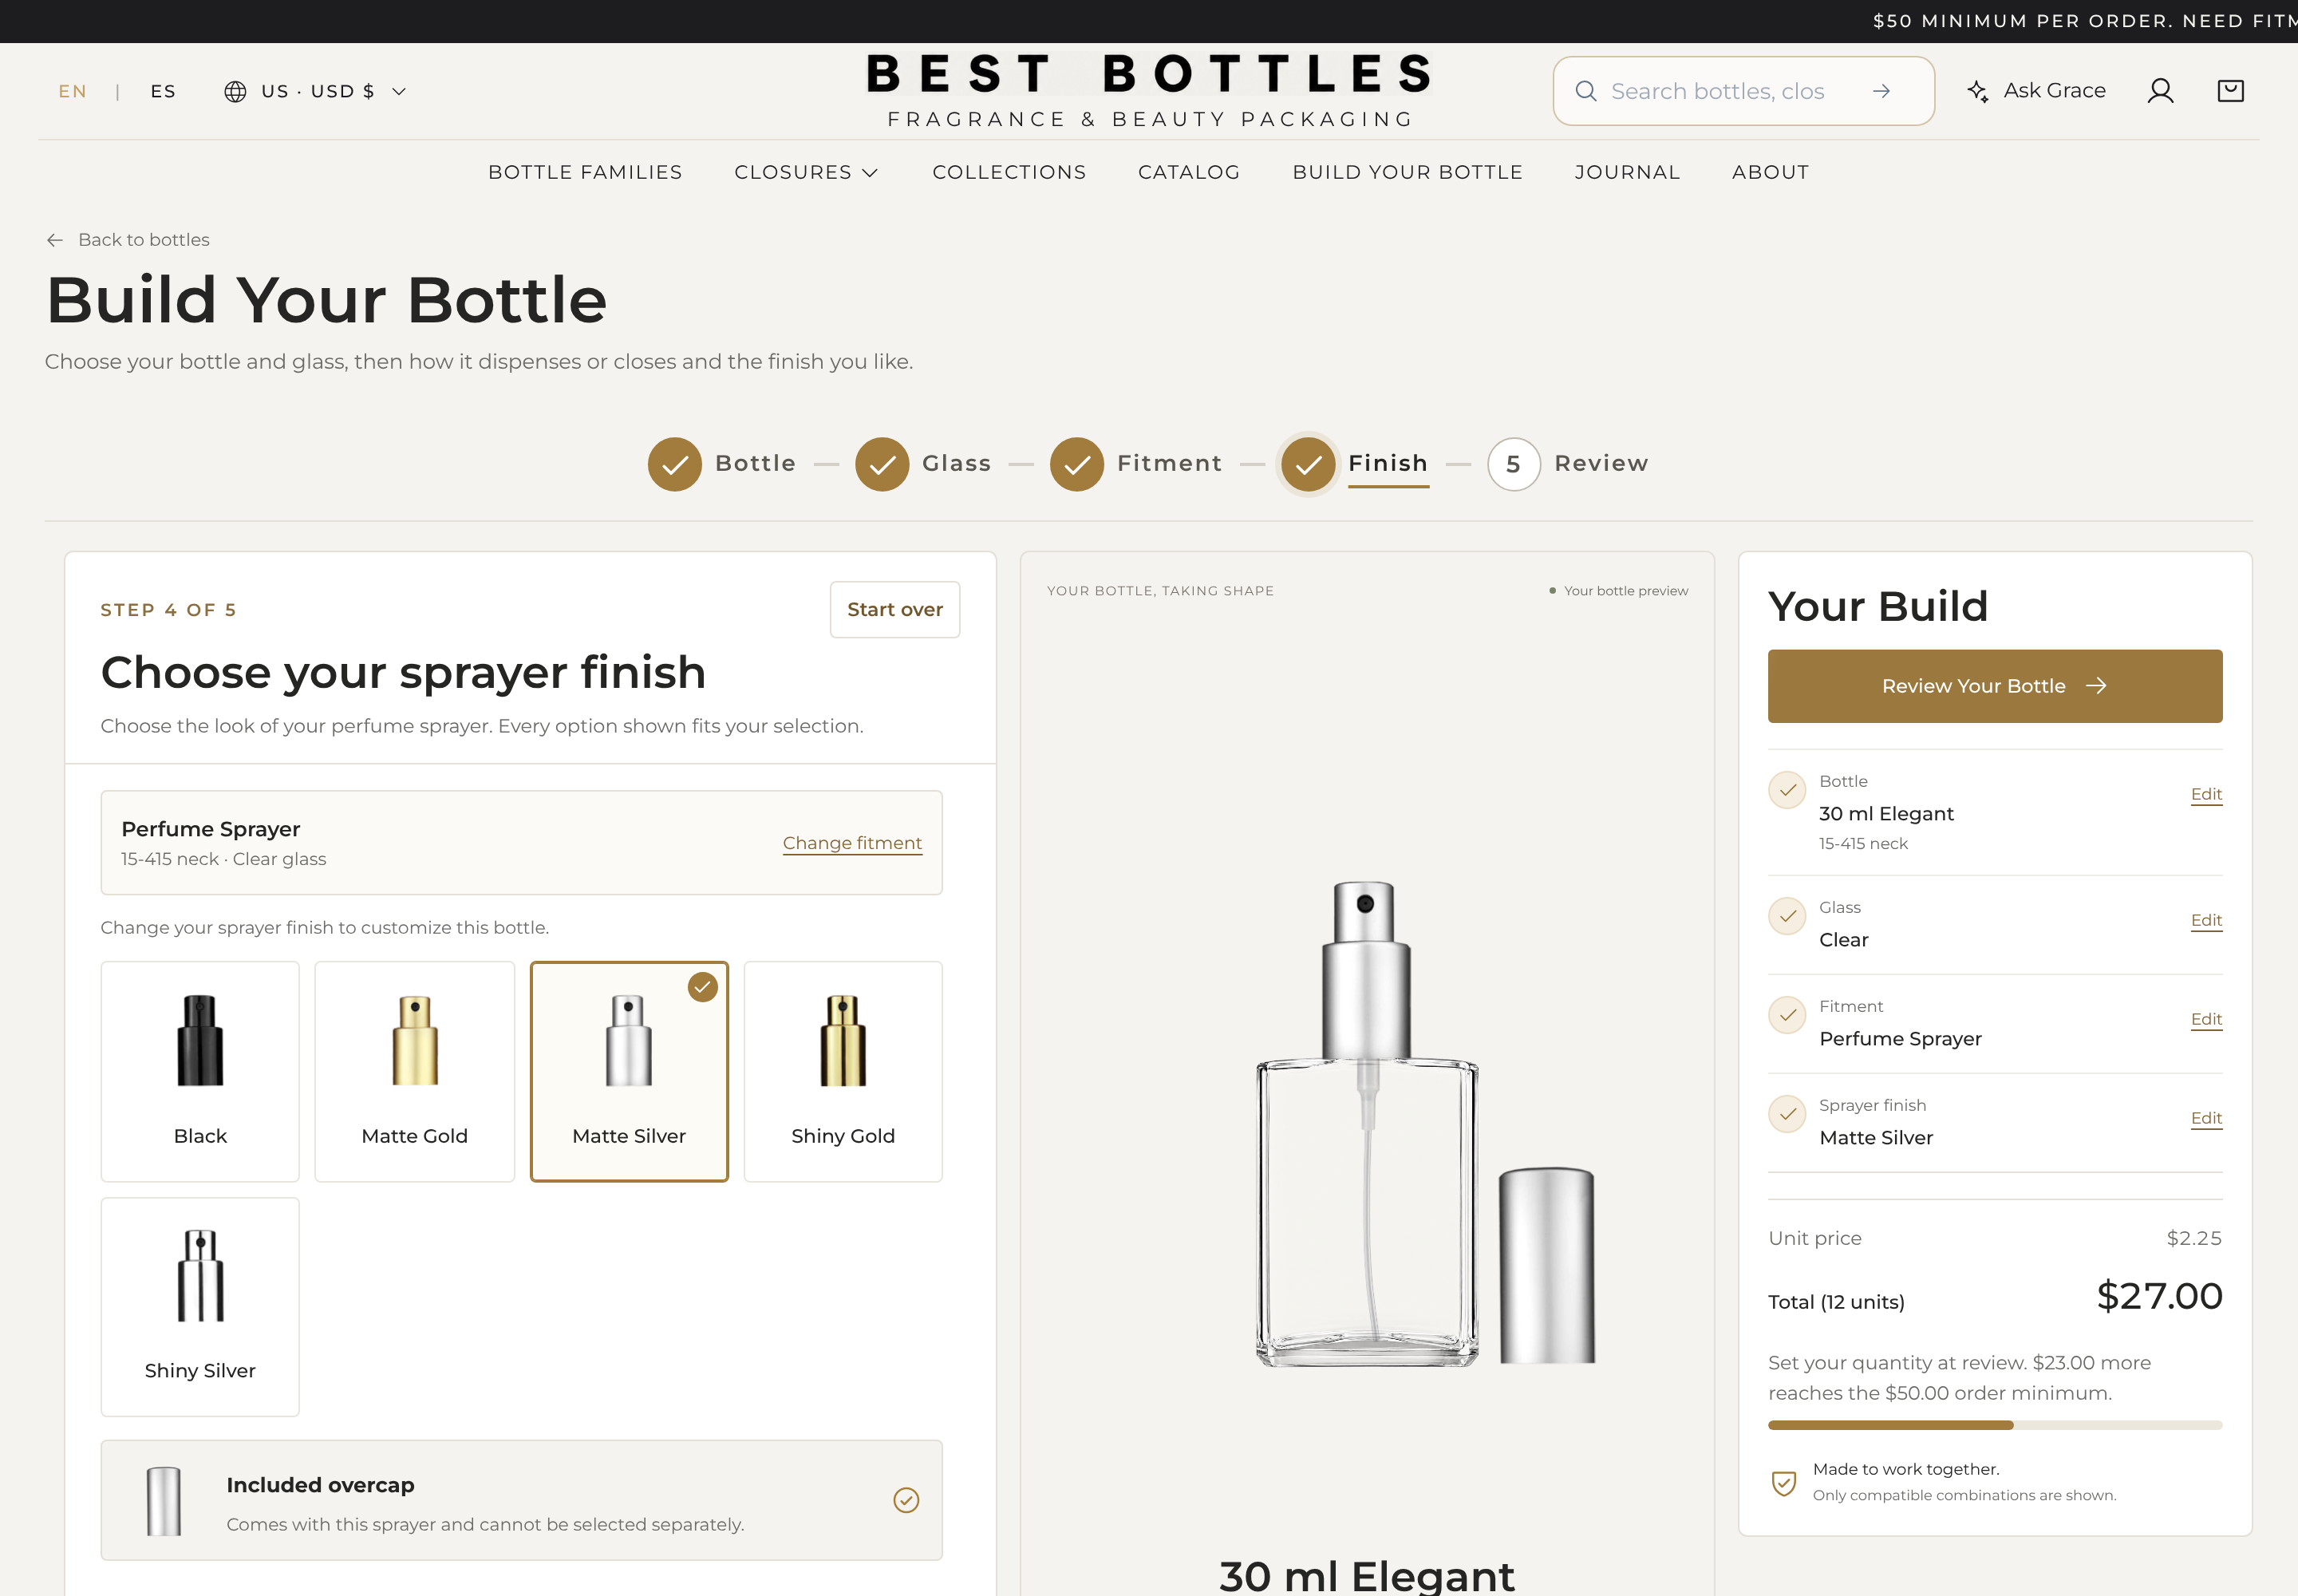 $50 MINIMUM PER ORDER. NEED
EN | ES US · USD $
BEST BOTTLES
FRAGRANCE & BEAUTY PACKAGING
Search bottles, clos
Ask Grace
BOTTLE FAMILIES CLOSURES COLLECTIONS CATALOG BUILD YOUR BOTTLE JOURNAL ABOUT
Back to bottles
Build Your Bottle
Choose your bottle and glass, then how it dispenses or closes and the finish you like.
Bottle Glass Fitment Finish 5 Review
STEP 4 OF 5
Start over
Choose your sprayer finish
Choose the look of your perfume sprayer. Every option shown fits your selection.
Perfume Sprayer
15-415 neck · Clear glass
Change fitment
Change your sprayer finish to customize this bottle.
Black
Matte Gold
Matte Silver
Shiny Gold
Shiny Silver
Included overcap
Comes with this sprayer and cannot be selected separately.
YOUR BOTTLE, TAKING SHAPE
Your bottle preview
30 ml Elegant
Your Build
Review Your Bottle
Bottle
30 ml Elegant
15-415 neck
Edit
Glass
Clear
Edit
Fitment
Perfume Sprayer
Edit
Sprayer finish
Matte Silver
Edit
Unit price $2.25
Total (12 units) $27.00
Set your quantity at review. $23.00 more
reaches the $50.00 order minimum.
Made to work together.
Only compatible combinations are shown.